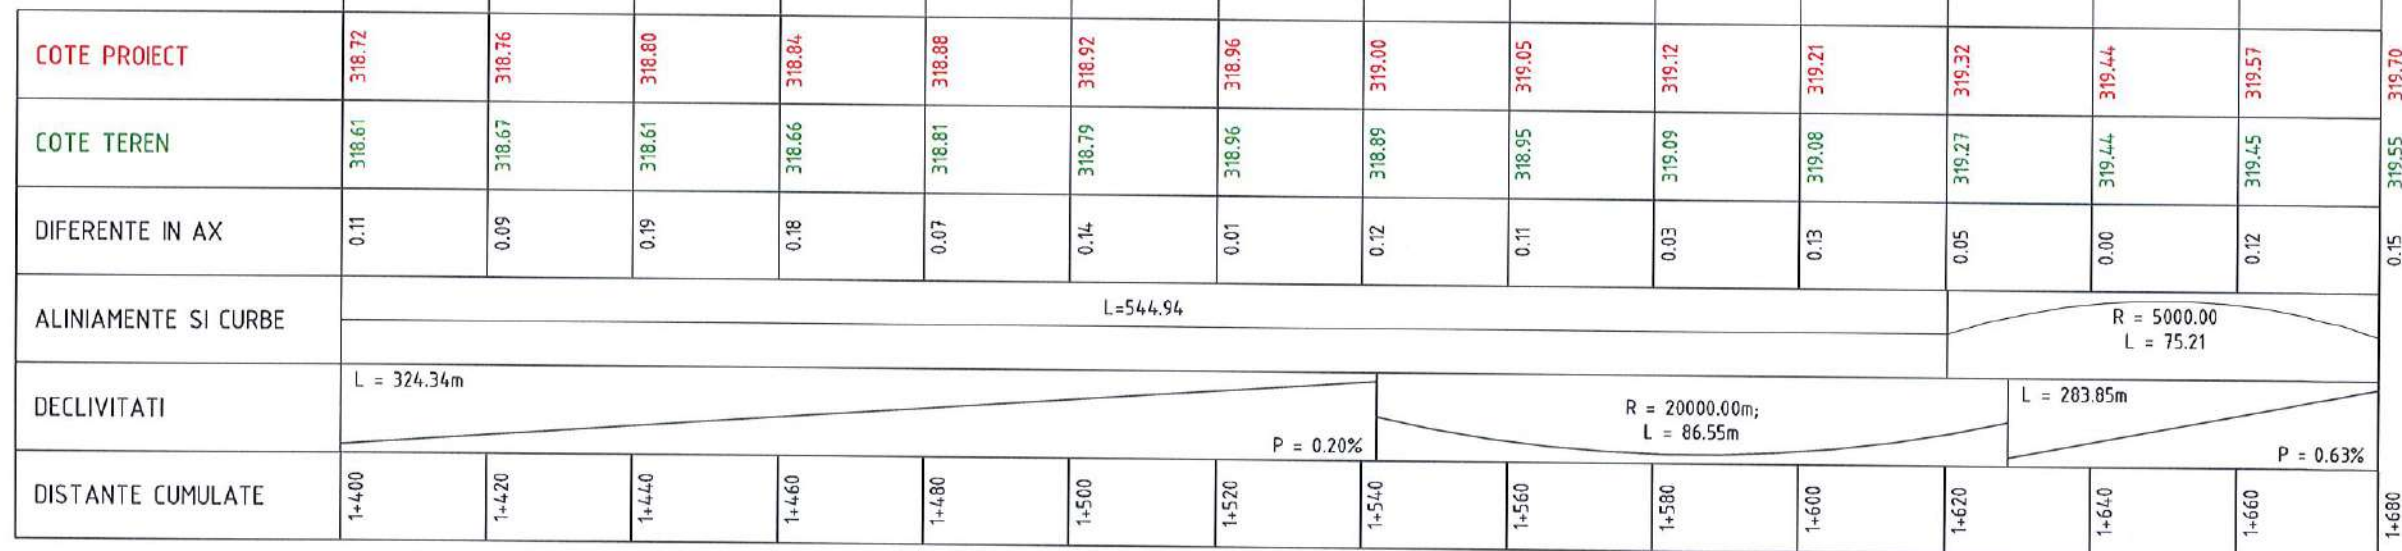 COTE PROIECT 318.72 318.76 318.80 318.84 318.88 318.92 318.96 319.00 319.05 319.12 319.21 319.32 319.44 319.57 319.70
COTE TEREN 318.61 318.67 318.61 318.66 318.81 318.79 318.96 318.89 318.95 319.09 319.08 319.27 319.44 319.45 319.55
DIFERENTE IN AX 0.11 0.09 0.19 0.18 0.07 0.14 0.01 0.12 0.11 0.03 0.13 0.05 0.00 0.12 0.15
ALINIAMENTE SI CURBE
L=544.94
R = 5000.00
L = 75.21
DECLIVITATI
L = 324.34m
P = 0.20%
R = 20000.00m;
L = 86.55m
L = 283.85m
P = 0.63%
DISTANTE CUMULATE 1+400 1+420 1+440 1+460 1+480 1+500 1+520 1+540 1+560 1+580 1+600 1+620 1+640 1+660 1+680